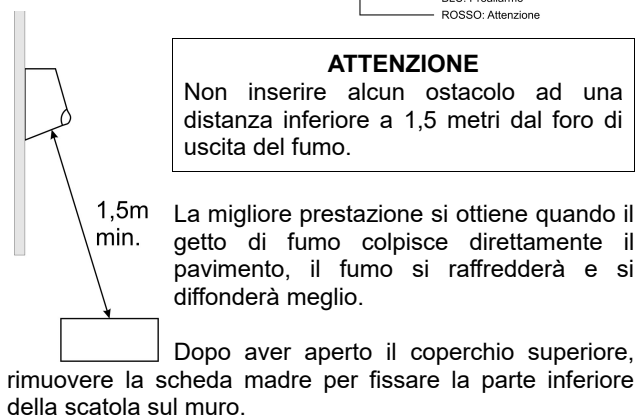 ROSSO: Attenzione
ATTENZIONE
Non inserire alcun ostacolo ad una
distanza inferiore a 1,5 metri dal foro di
uscita del fumo.
1,5m
min.
La migliore prestazione si ottiene quando il
getto di fumo colpisce direttamente il
pavimento, il fumo si raffredderà e si
diffonderà meglio.
Dopo aver aperto il coperchio superiore,
rimuovere la scheda madre per fissare la parte inferiore
della scatola sul muro.